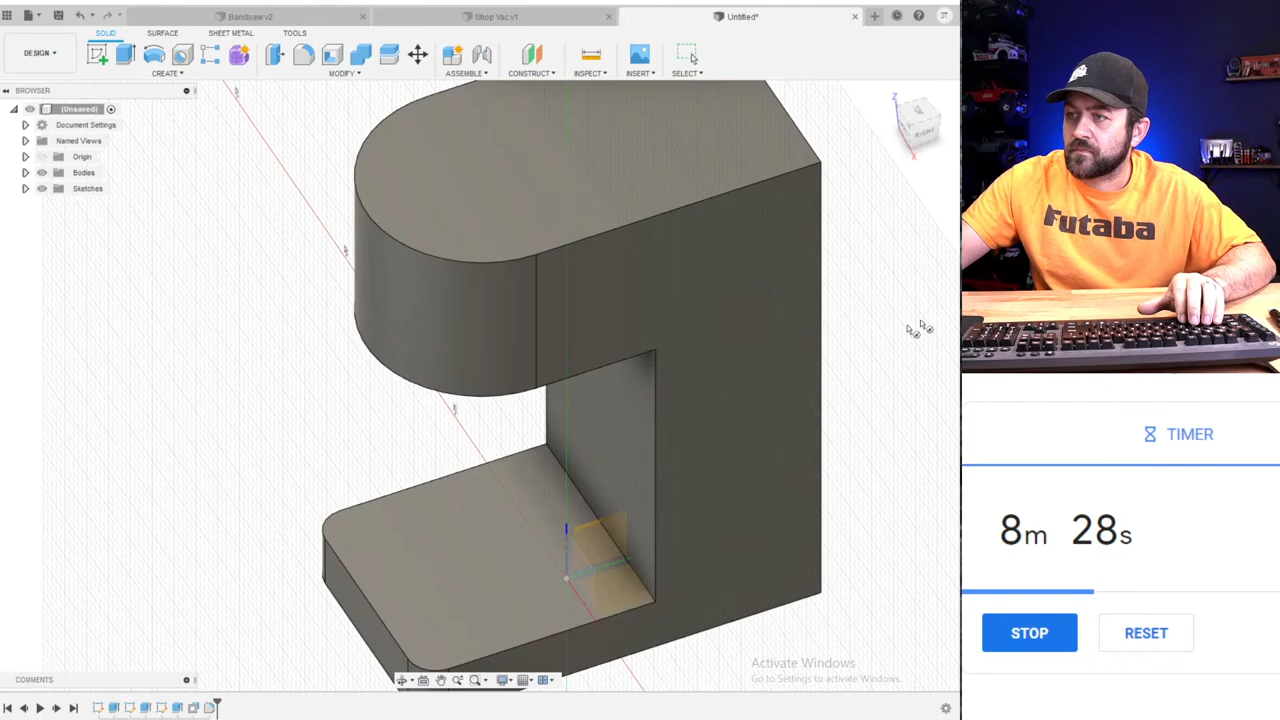 Bandsaw v2
Shop Vac v1
Untitled*
JT
DESIGN
SOLID
SURFACE
SHEET METAL
TOOLS
CREATE
MODIFY
ASSEMBLE
CONSTRUCT
INSPECT
INSERT
SELECT
BROWSER
(Unsaved)
Document Settings
Named Views
Origin
Bodies
Sketches
Z
RIGHT
X
Futaba
TIMER
8m 28s
STOP
RESET
Activate Windows
Go to Settings to activate Windows.
COMMENTS